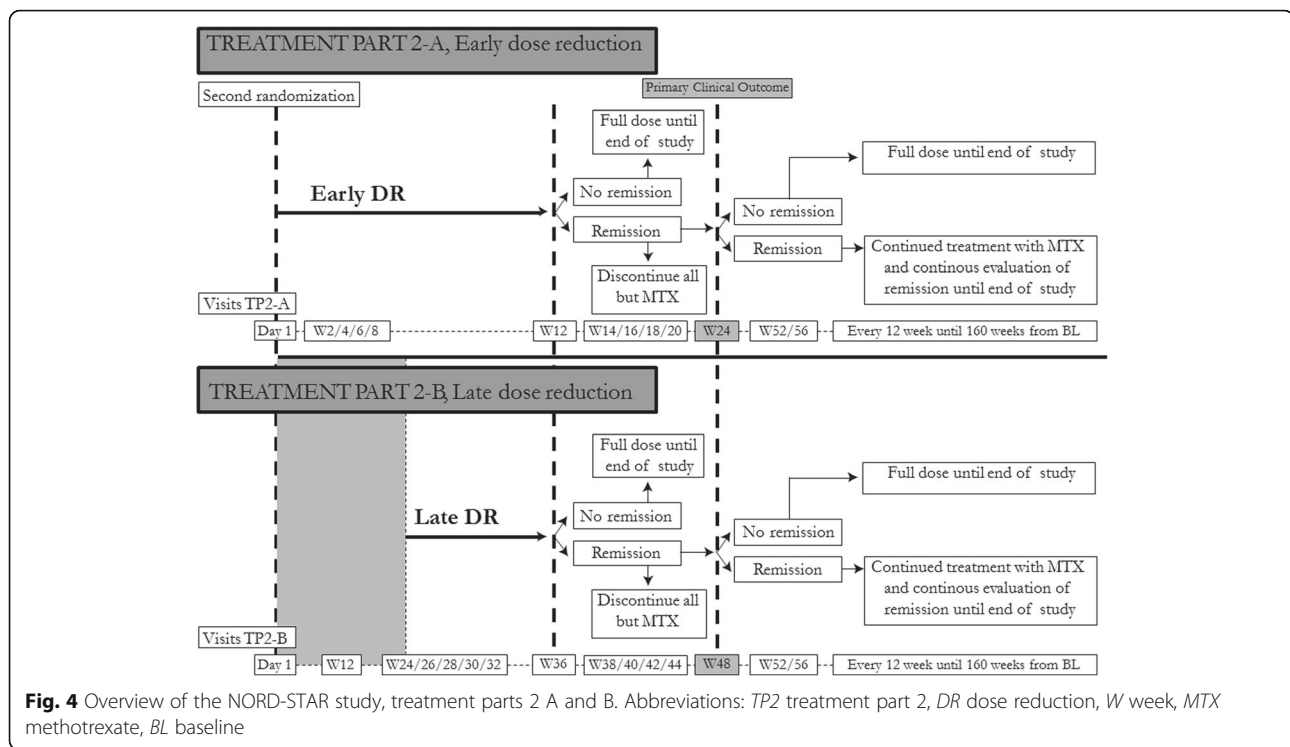 TREATMENT PART 2-A, Early dose reduction
Second randomization
Primary Clinical Outcome
Full dose until
end of study
Full dose until end of study
Early DR
No remission
No remission
Remission
Remission
Continued treatment with MTX
and continous evaluation of
remission until end of study
Discontinue all
but MTX
Visits TP2-A
Day 1
W2/4/6/8
W12
W14/16/18/20
W24
W52/56
Every 12 week until 160 weeks from BL
TREATMENT PART 2-B, Late dose reduction
Full dose until
end of study
Full dose until end of study
Late DR
No remission
No remission
Remission
Remission
Continued treatment with MTX
and continous evaluation of
remission until end of study
Discontinue all
but MTX
Visits TP2-B
Day 1
W12
W24/26/28/30/32
W36
W38/40/42/44
W48
W52/56
Every 12 week until 160 weeks from BL
Fig. 4 Overview of the NORD-STAR study, treatment parts 2 A and B. Abbreviations: TP2 treatment part 2, DR dose reduction, W week, MTX
methotrexate, BL baseline